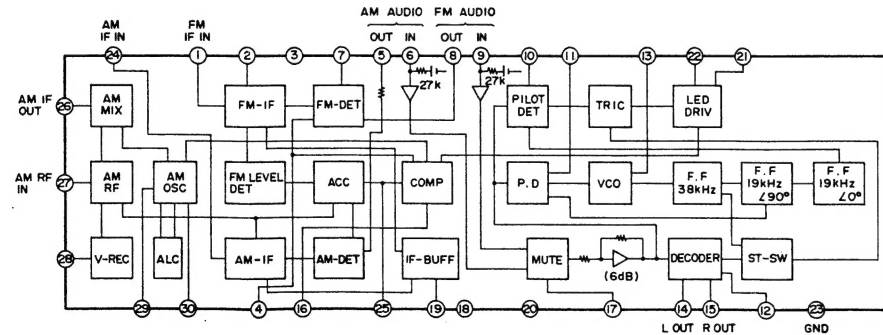 AM AUDIO FM AUDIO
AM IF IN
FM IF IN
OUT IN OUT IN
24 1 2 3 7 5 6 8 9 10 11 13 22 21
27k 27k
AM IF OUT
26
AM MIX
FM-IF
FM-DET
PILOT DET
TRIC
LED DRIV
AM RF IN
27
AM RF
AM OSC
FM LEVEL DET
ACC
COMP
P.D
VCO
F.F 38kHz
F.F 19kHz ∠90°
F.F 19kHz ∠0°
28
V-REC
ALC
AM-IF
AM-DET
IF-BUFF
MUTE
(6dB)
DECODER
ST-SW
29 30 4 16 25 19 18 20 17 14 15 12 23
L OUT R OUT
GND